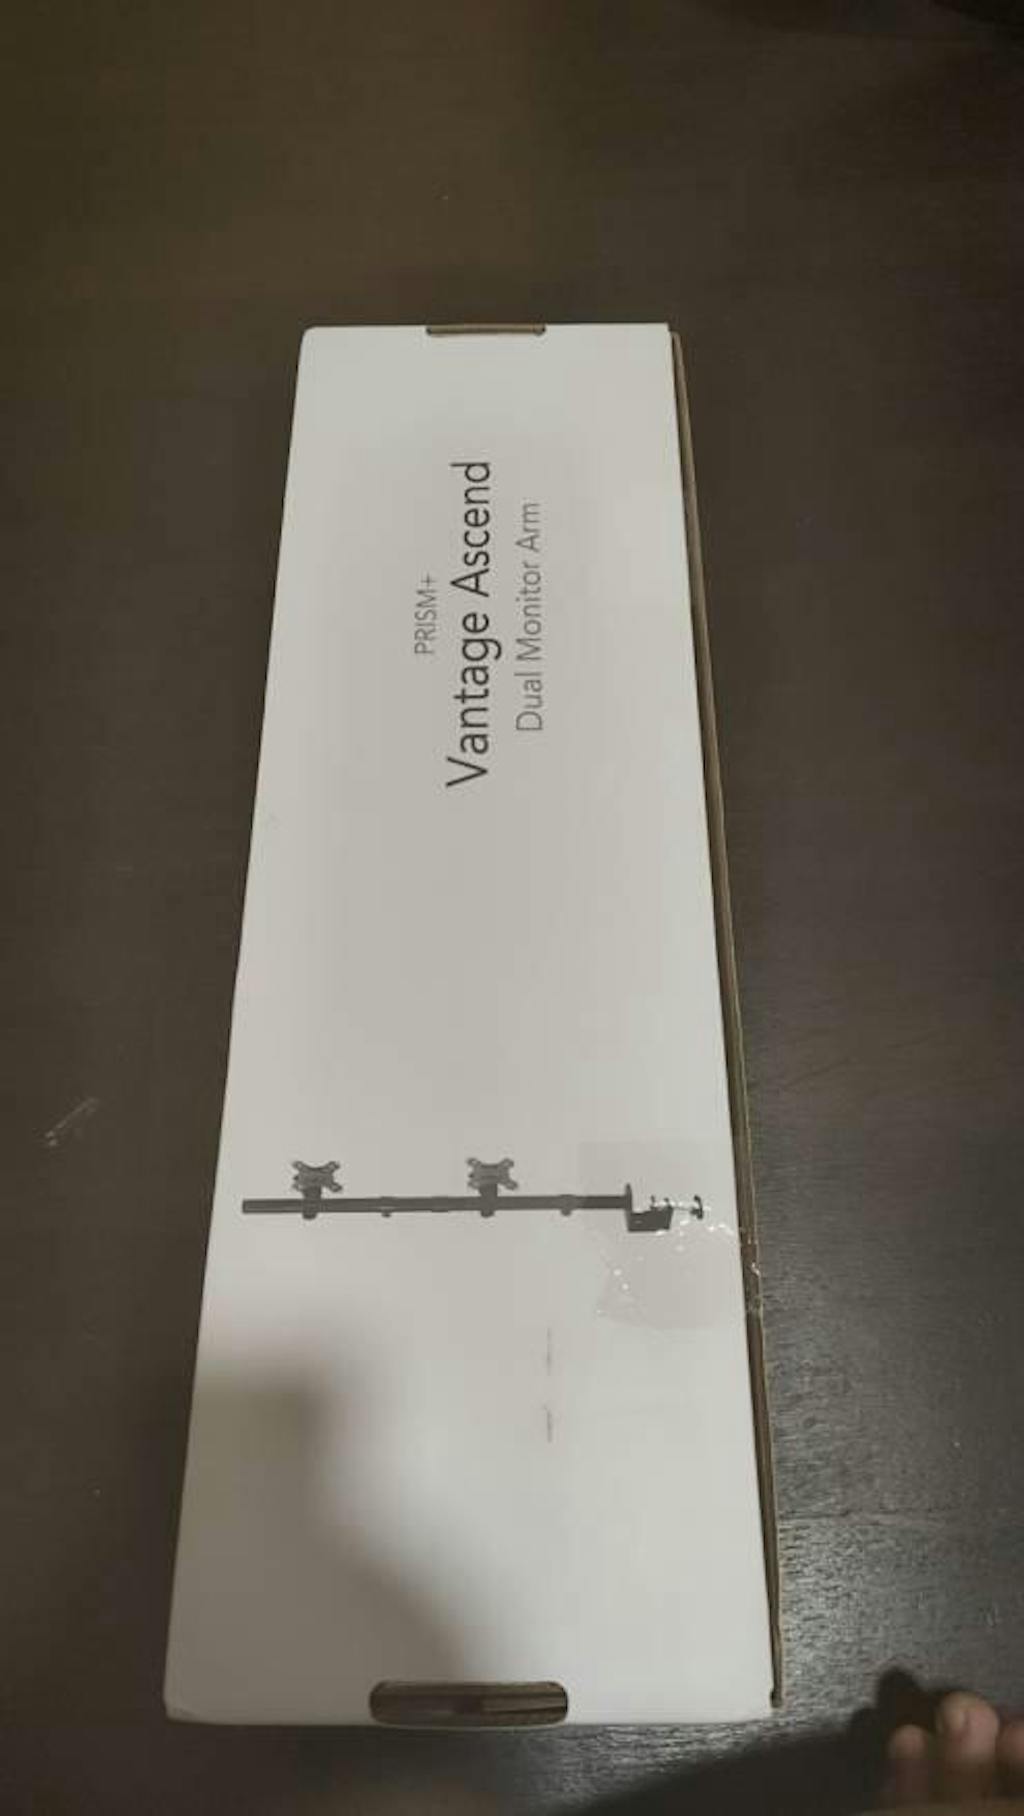 PRISM+
Vantage Ascend
Dual Monitor Arm